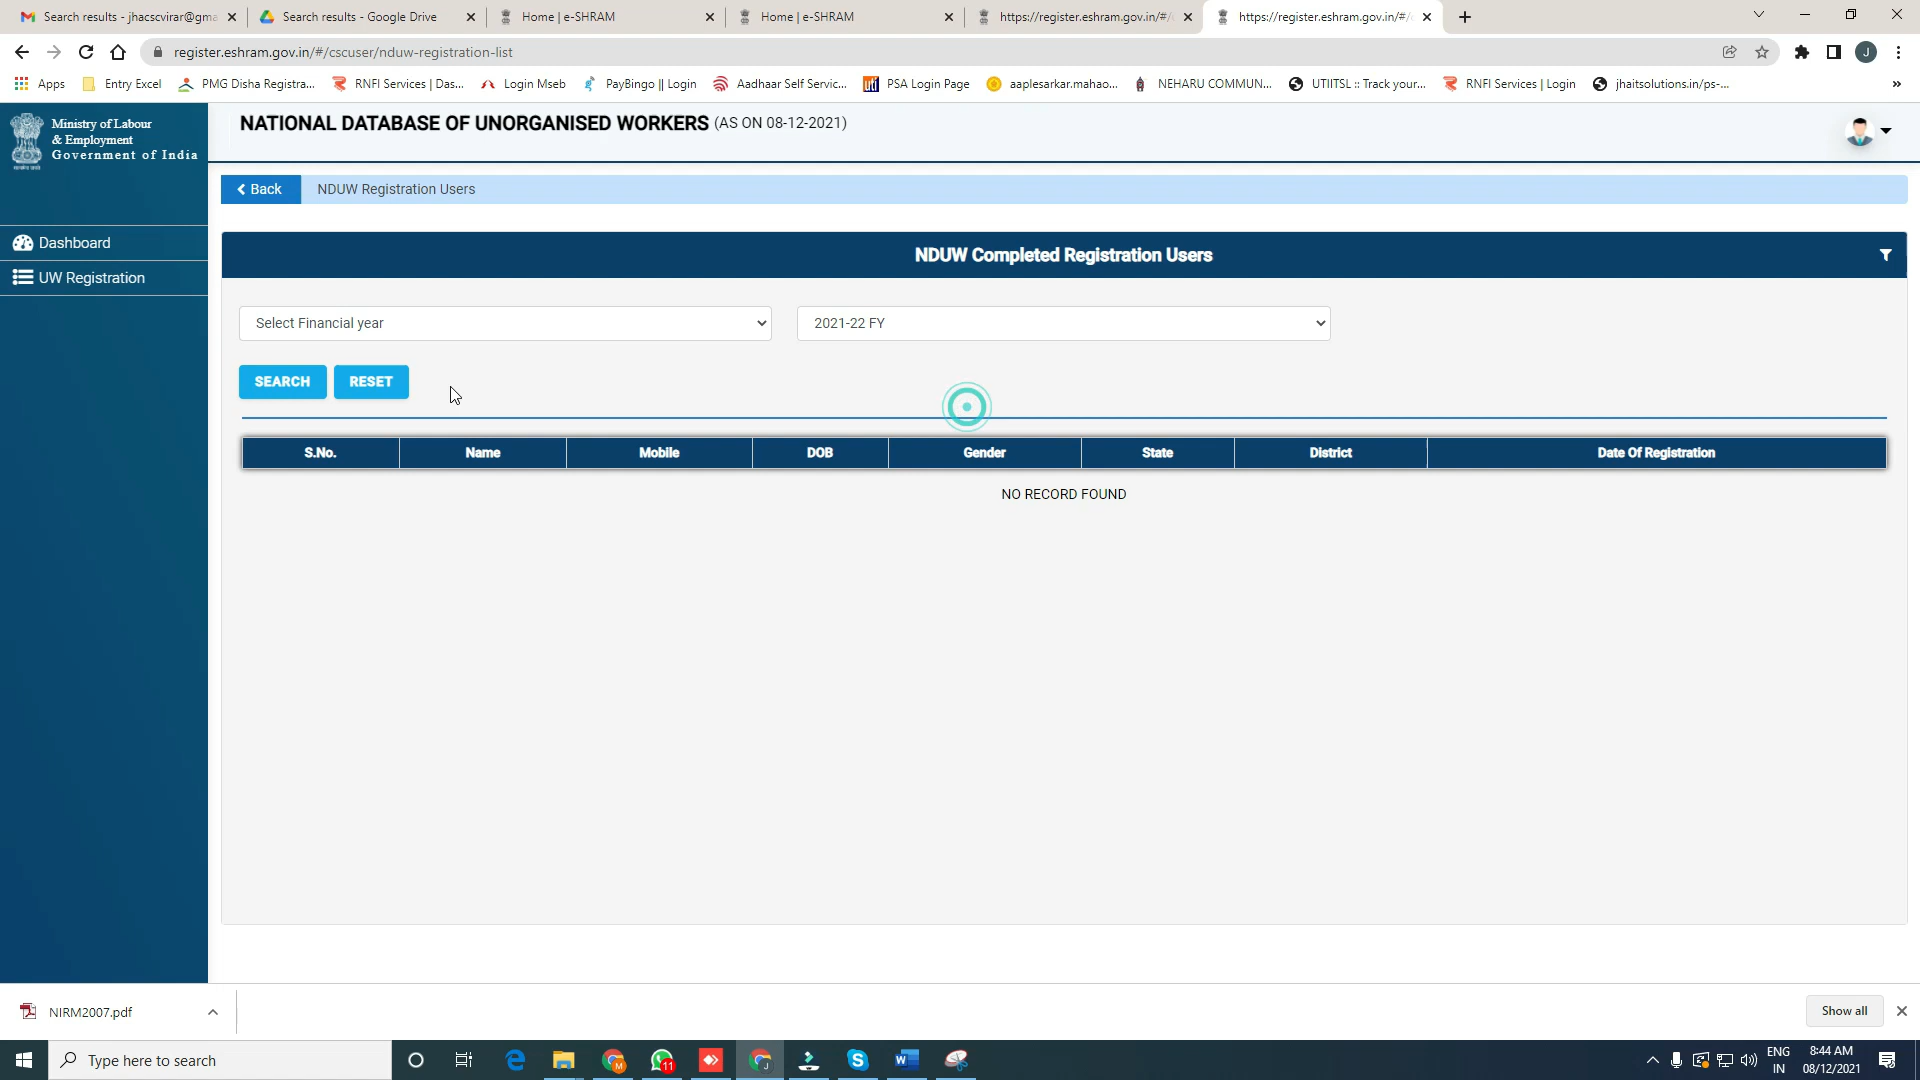 Search results - jhacsvirar@gma
Search results - Google Drive
Home | e-SHRAM
Home | e-SHRAM
https://register.eshram.gov.in/#/
https://register.eshram.gov.in/#/
register.eshram.gov.in/#/cscuser/nduw-registration-list
J
Apps
Entry Excel
PMG Disha Registra...
RNFI Services | Das...
Login Mseb
PayBingo || Login
Aadhaar Self Servic...
PSA Login Page
aaplesarkar.mahao...
NEHARU COMMUN...
UTIITSL :: Track your...
RNFI Services | Login
jhaitsolutions.in/ps-...
»
Ministry of Labour
& Employment
Government of India
NATIONAL DATABASE OF UNORGANISED WORKERS (AS ON 08-12-2021)
Back
NDUW Registration Users
Dashboard
UW Registration
NDUW Completed Registration Users
Select Financial year
2021-22 FY
SEARCH
RESET
S.No. Name Mobile DOB Gender State District Date Of Registration
NO RECORD FOUND
NIRM2007.pdf
Show all
Type here to search
11
ENG
IN
8:44 AM
08/12/2021